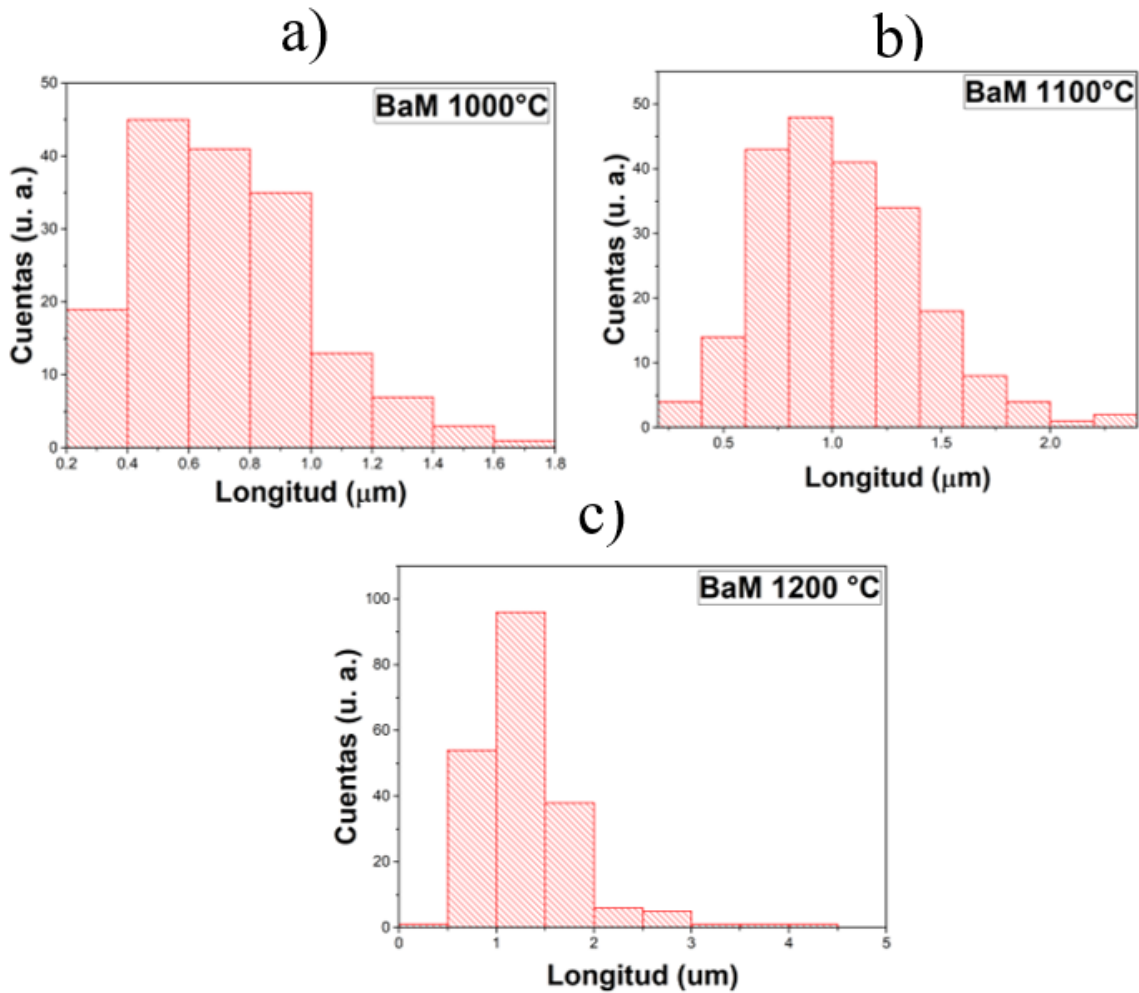 a)
BaM 1000°C
50
40
30
20
10
0
Cuentas (u. a.)
0.2 0.4 0.6 0.8 1.0 1.2 1.4 1.6 1.8
Longitud (μm)
b)
BaM 1100°C
50
40
30
20
10
0
Cuentas (u. a.)
0.5 1.0 1.5 2.0
Longitud (μm)
c)
BaM 1200 °C
100
80
60
40
20
0
Cuentas (u. a.)
0 1 2 3 4 5
Longitud (um)